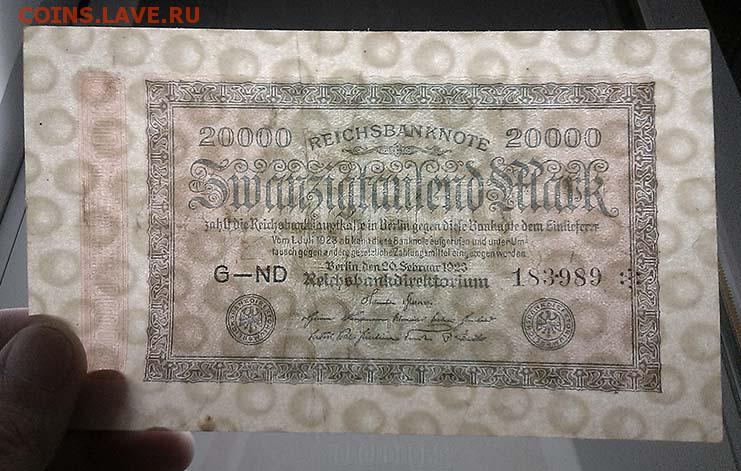 COINS.LAVE.RU
20000 REICHSBANKNOTE 20000
Zwanzigtausend Mark
zahlt die Reichsbankhauptkasse in Berlin gegen diese Banknote dem Einlieferer
Vom 1. Juli 1923 ab kann diese Banknote aufgerufen und unter Um-
tausch gegen andere gesetzliche Zahlungsmittel eingezogen werden
Berlin, den 20. Februar 1923
G–ND Reichsbankdirektorium 183989